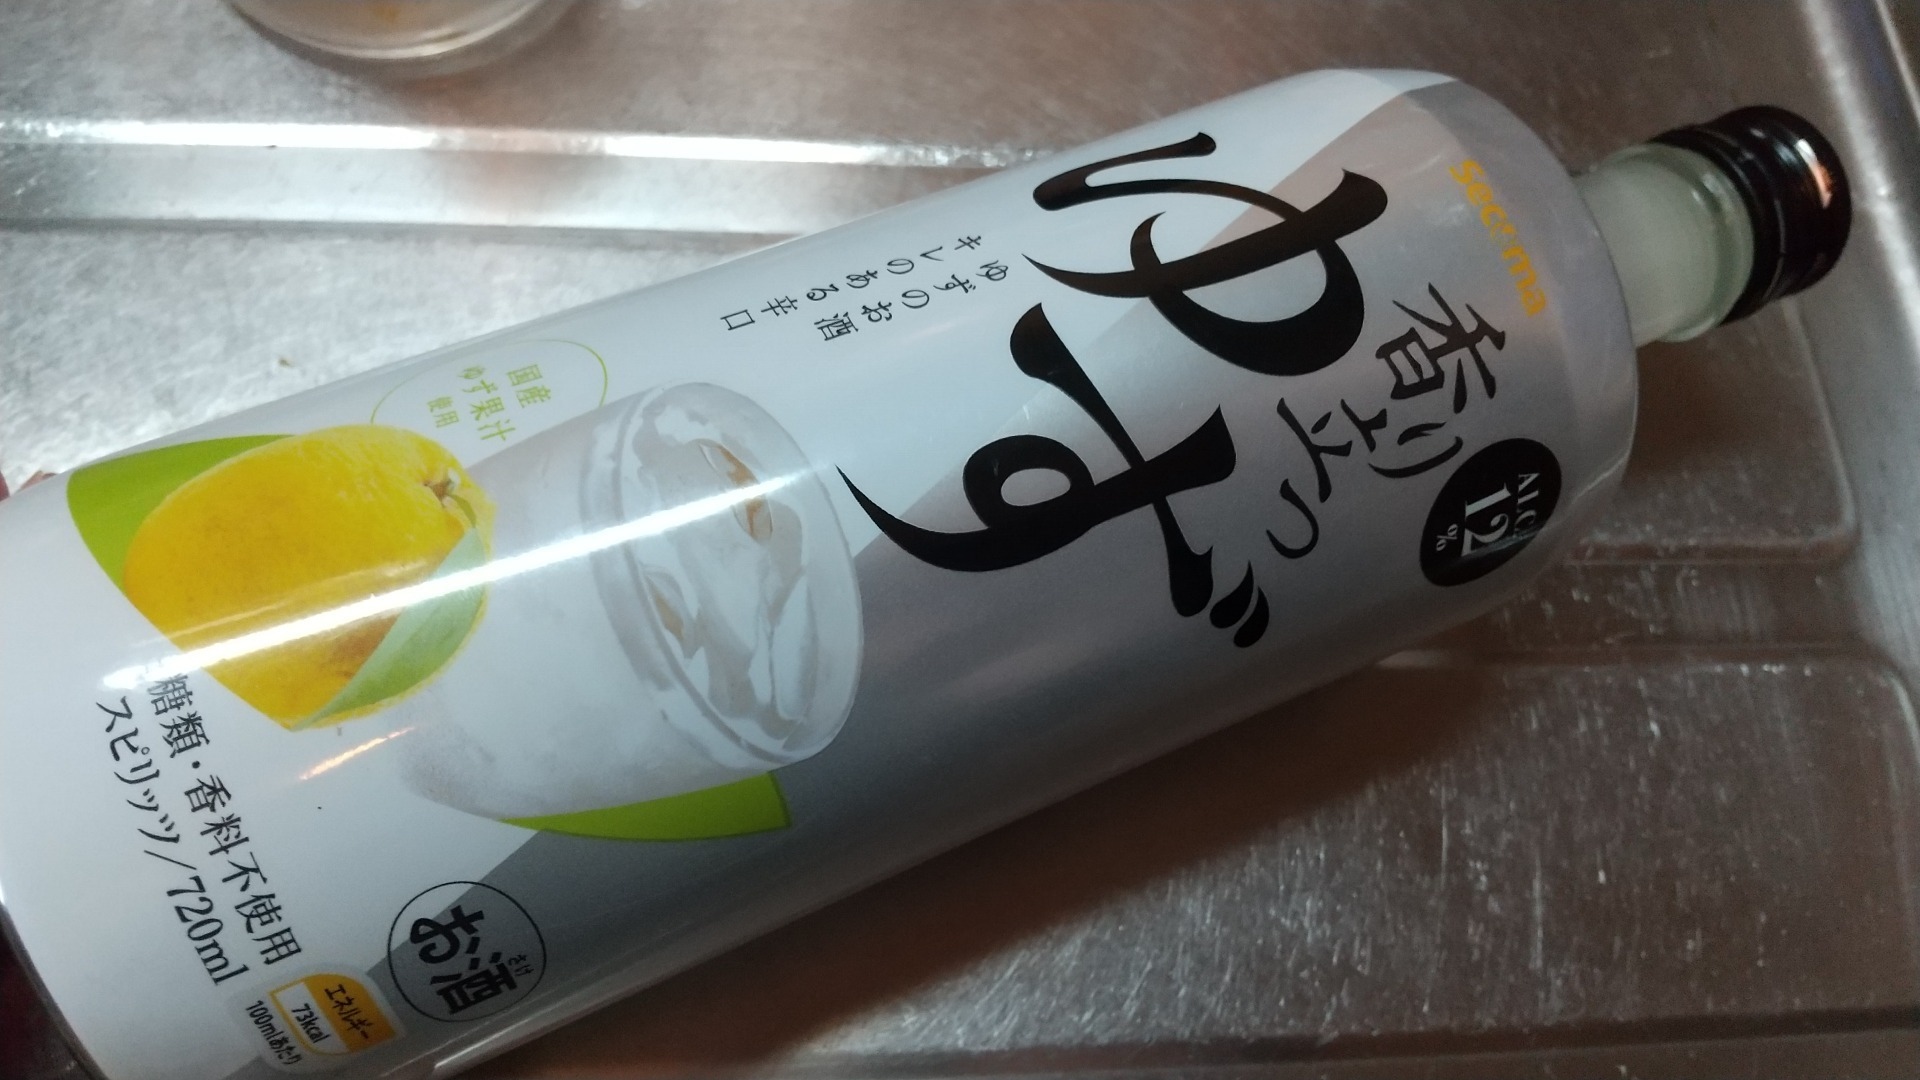 secoma
香り立つ
ゆず
ALC.
12%
ゆずのお酒
キレのある辛口
国産
ゆず果汁
使用
糖類・香料不使用
スピリッツ/720ml
お酒
さけ
エネルギー
73kcal
100mlあたり